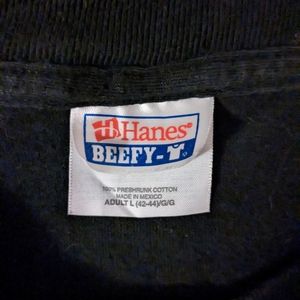 Hanes®
BEEFY-T
100% PRESHRUNK COTTON
MADE IN MEXICO
ADULT L (42-44)/G/G